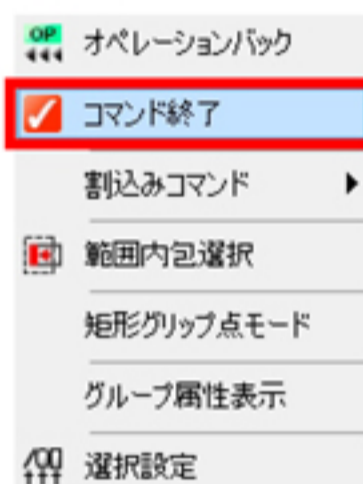 OP
オペレーションバック
コマンド終了
割込みコマンド
範囲内包選択
矩形グリップ点モード
グループ属性表示
選択設定